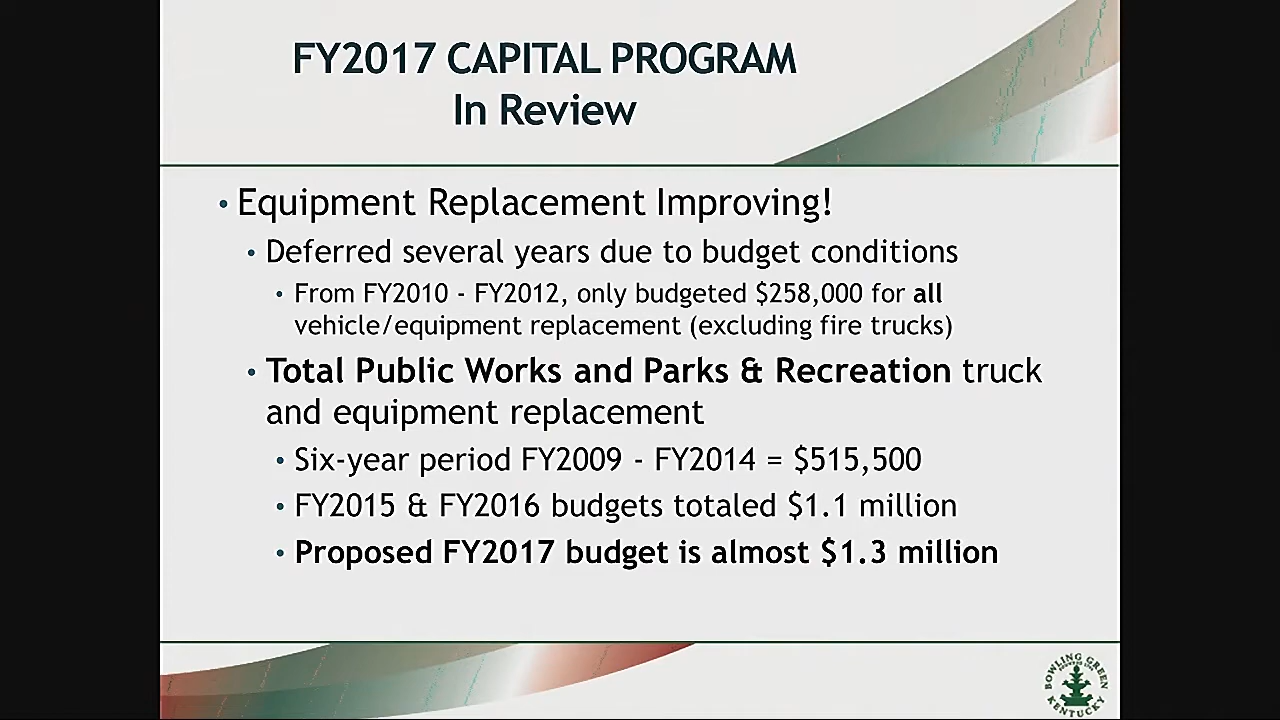 FY2017 CAPITAL PROGRAM
In Review
• Equipment Replacement Improving!
• Deferred several years due to budget conditions
• From FY2010 - FY2012, only budgeted $258,000 for all
vehicle/equipment replacement (excluding fire trucks)
• Total Public Works and Parks & Recreation truck
and equipment replacement
• Six-year period FY2009 - FY2014 = $515,500
• FY2015 & FY2016 budgets totaled $1.1 million
• Proposed FY2017 budget is almost $1.3 million
BOWLING GREEN
KENTUCKY